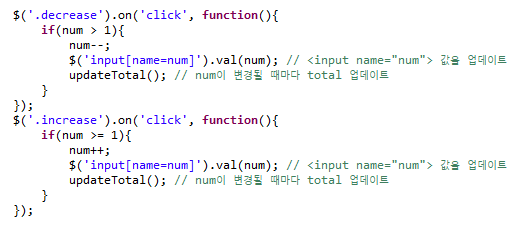 $('.decrease').on('click', function(){
    if(num > 1){
        num--;
        $('input[name=num]').val(num); // <input name="num"> 값을 업데이트
        updateTotal(); // num이 변경될 때마다 total 업데이트
    }
});
$('.increase').on('click', function(){
    if(num >= 1){
        num++;
        $('input[name=num]').val(num); // <input name="num"> 값을 업데이트
        updateTotal(); // num이 변경될 때마다 total 업데이트
    }
});